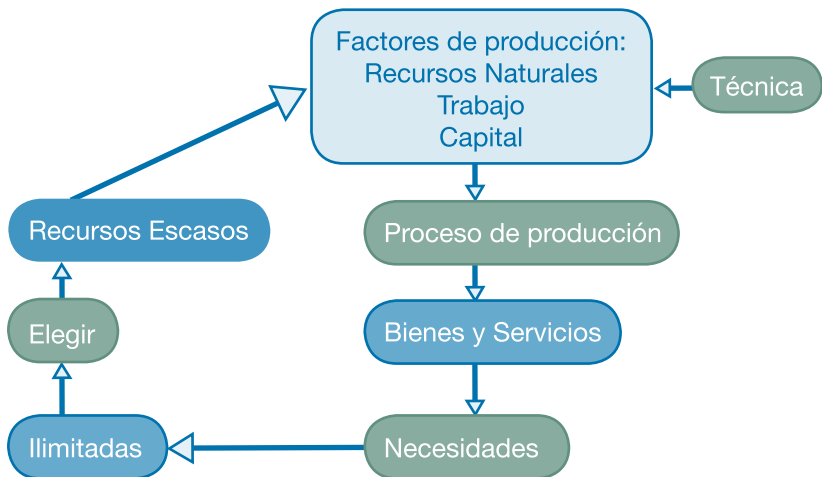 Factores de producción:
Recursos Naturales
Trabajo
Capital
Técnica
Recursos Escasos
Proceso de producción
Elegir
Bienes y Servicios
Ilimitadas
Necesidades